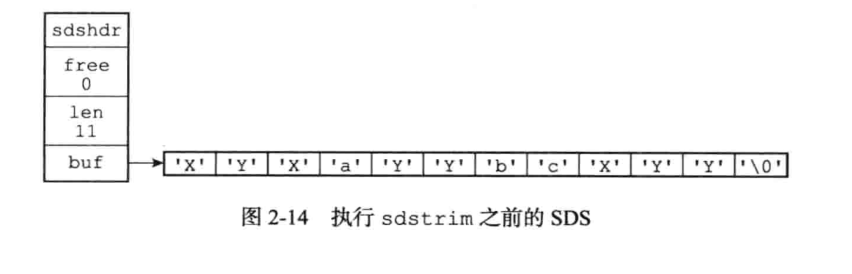 sdshdr
free
0
len
11
buf
'X' 'Y' 'X' 'a' 'Y' 'Y' 'b' 'c' 'X' 'Y' 'Y' '\0'
图 2-14 执行 sdstrim 之前的 SDS